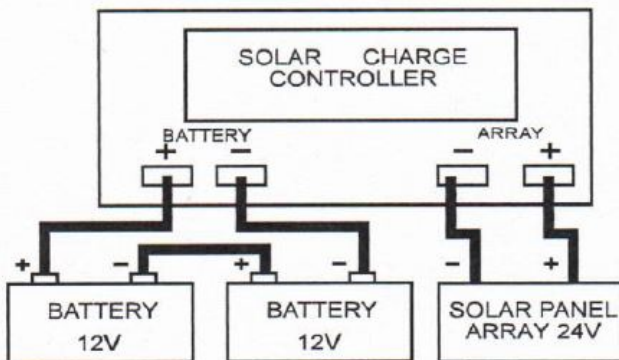 SOLAR CHARGE
CONTROLLER
BATTERY ARRAY
+ − − +
+ − + − − +
BATTERY BATTERY SOLAR PANEL
12V 12V ARRAY 24V